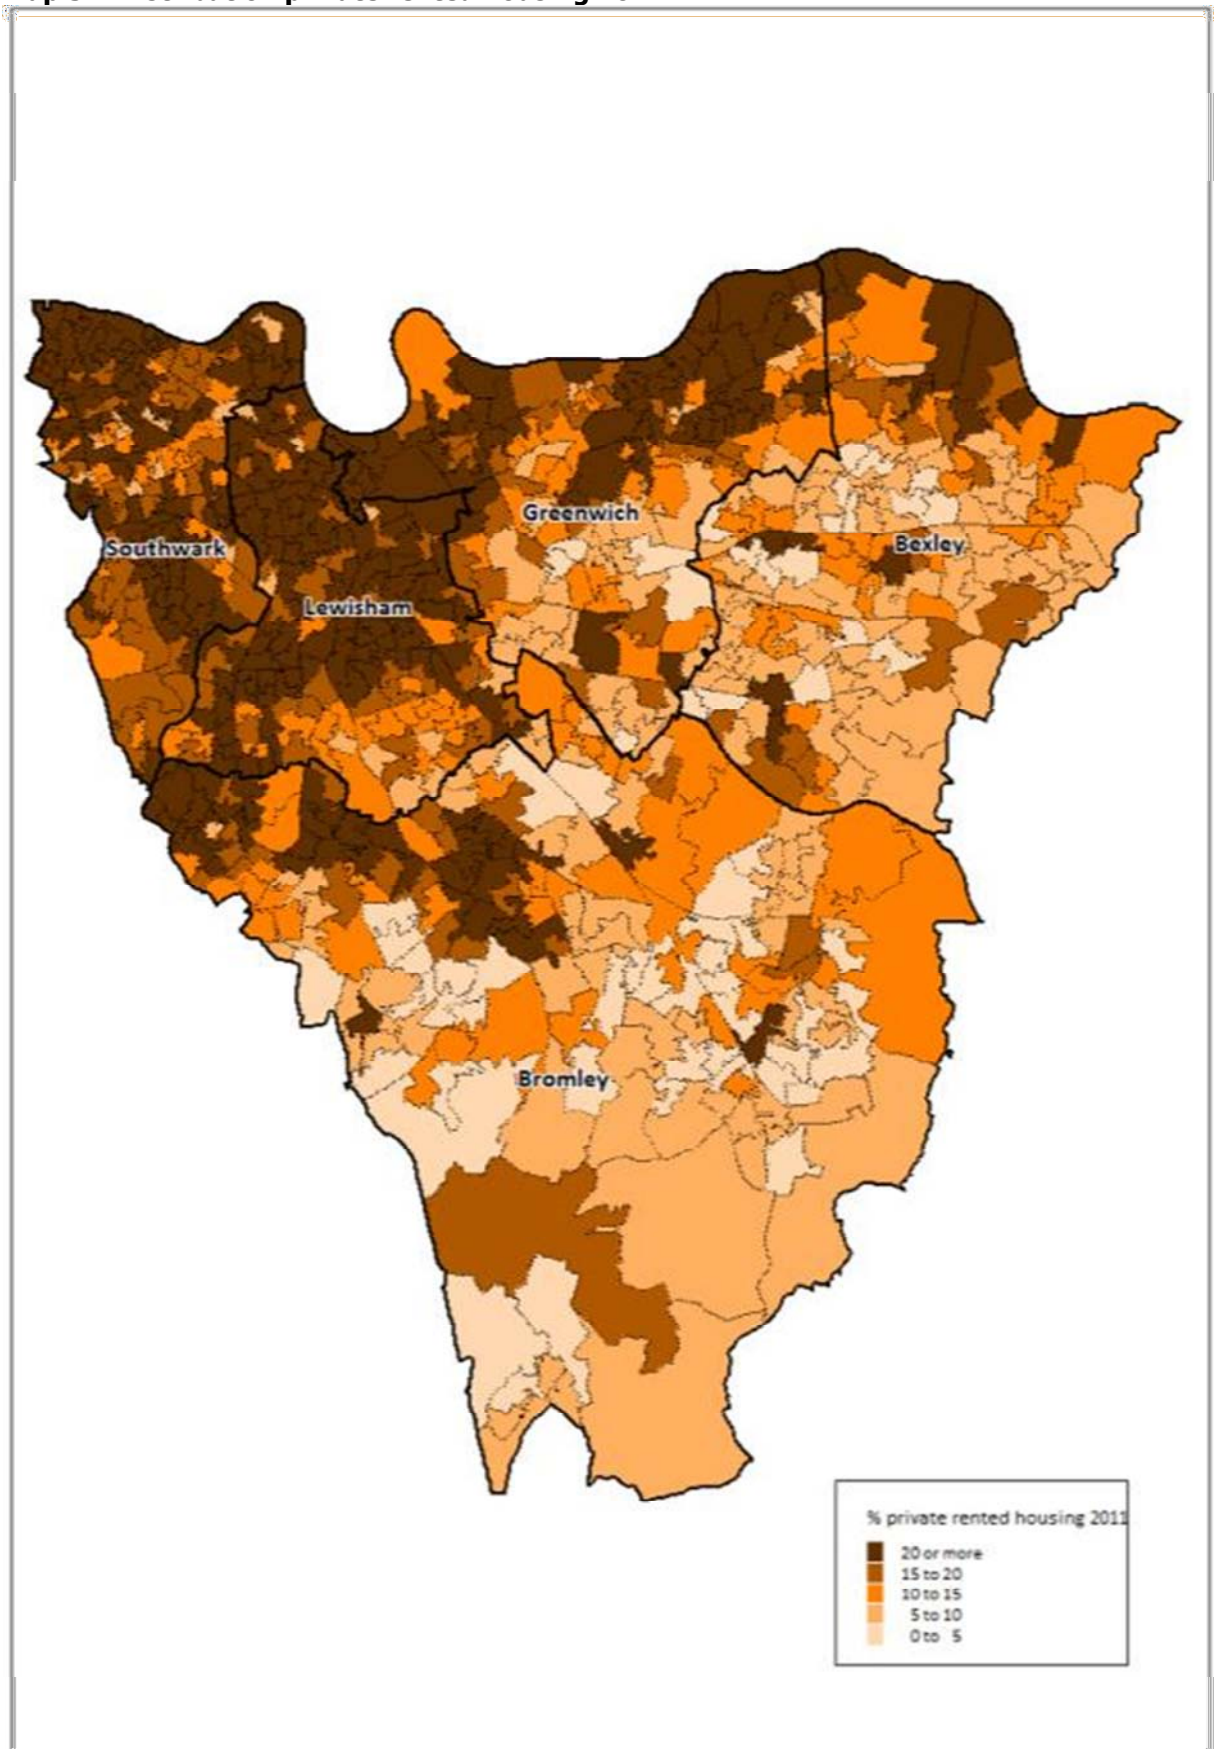 Greenwich
Southwark
Bexley
Lewisham
Bromley
% private rented housing 2011
20 or more
15 to 20
10 to 15
5 to 10
0 to 5